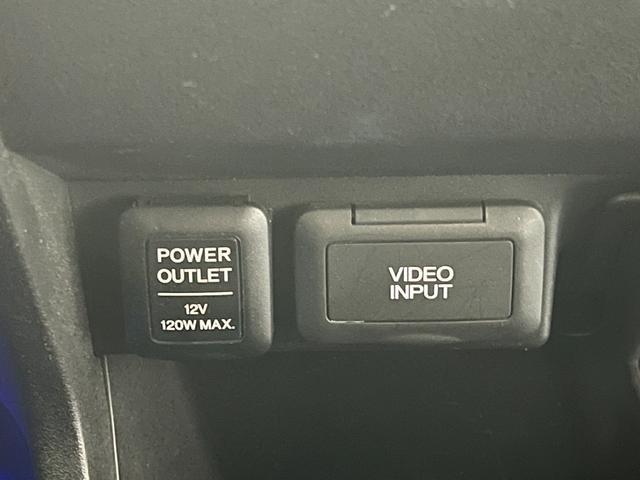 POWER
OUTLET
12V
120W MAX.
VIDEO
INPUT